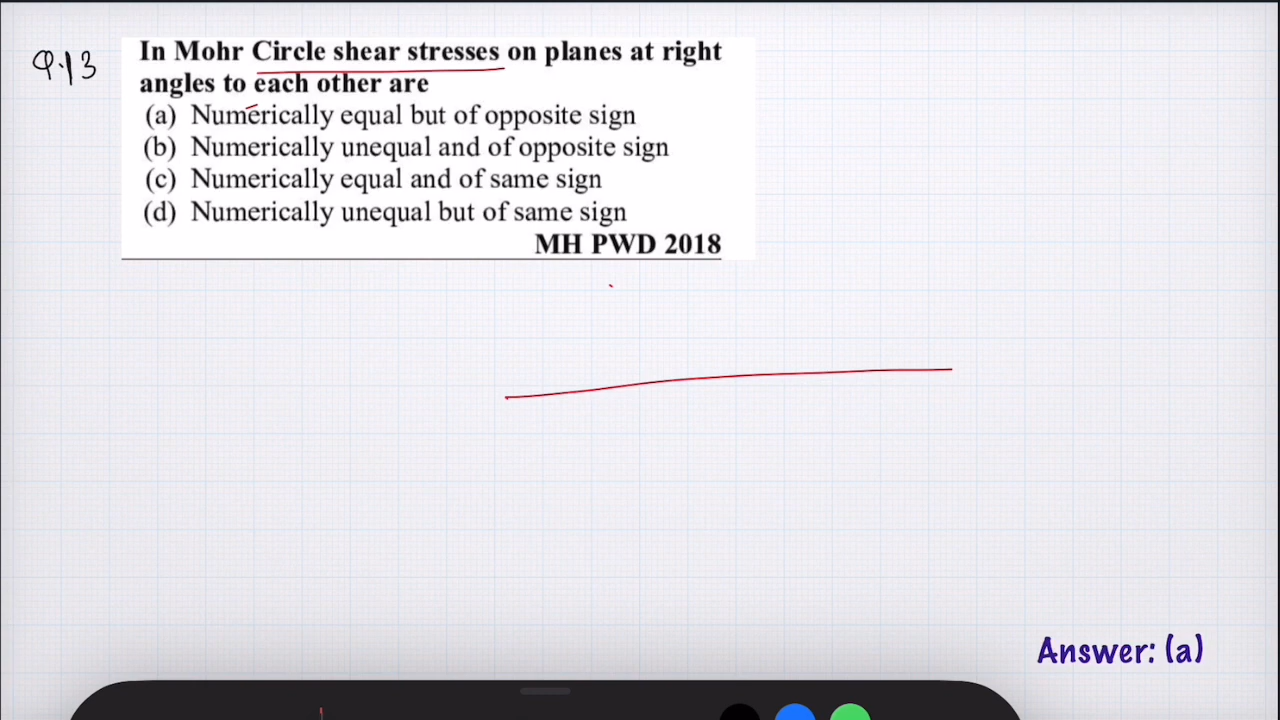 Q.13
In Mohr Circle shear stresses on planes at right
angles to each other are
(a) Numerically equal but of opposite sign
(b) Numerically unequal and of opposite sign
(c) Numerically equal and of same sign
(d) Numerically unequal but of same sign
MH PWD 2018
Answer: (a)